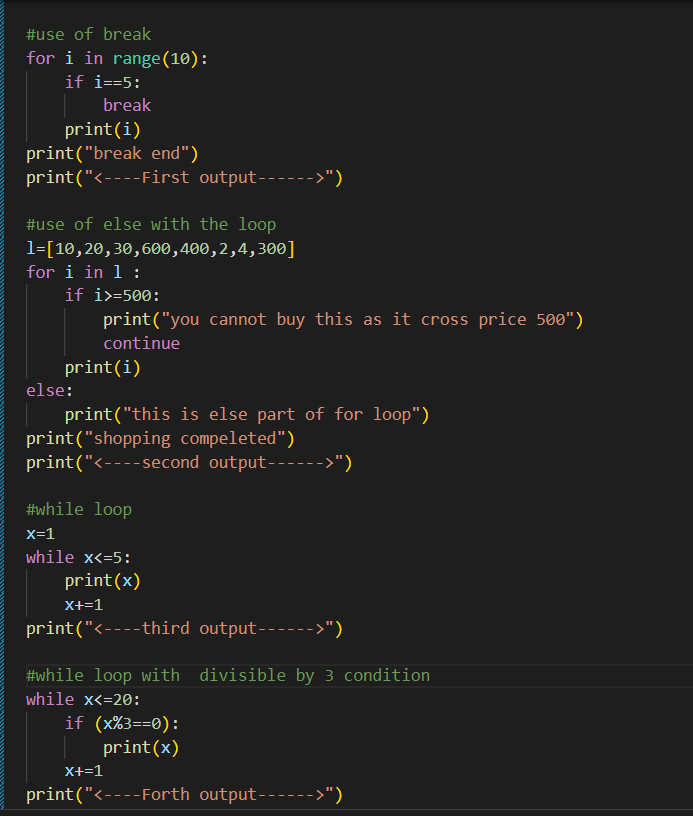 #use of break
for i in range(10):
    if i==5:
        break
    print(i)
print("break end")
print("<----First output------>")

#use of else with the loop
l=[10,20,30,600,400,2,4,300]
for i in l :
    if i>=500:
        print("you cannot buy this as it cross price 500")
        continue
    print(i)
else:
    print("this is else part of for loop")
print("shopping compeleted")
print("<----second output------>")

#while loop
x=1
while x<=5:
    print(x)
    x+=1
print("<----third output------>")

#while loop with  divisible by 3 condition
while x<=20:
    if (x%3==0):
        print(x)
    x+=1
print("<----Forth output------>")